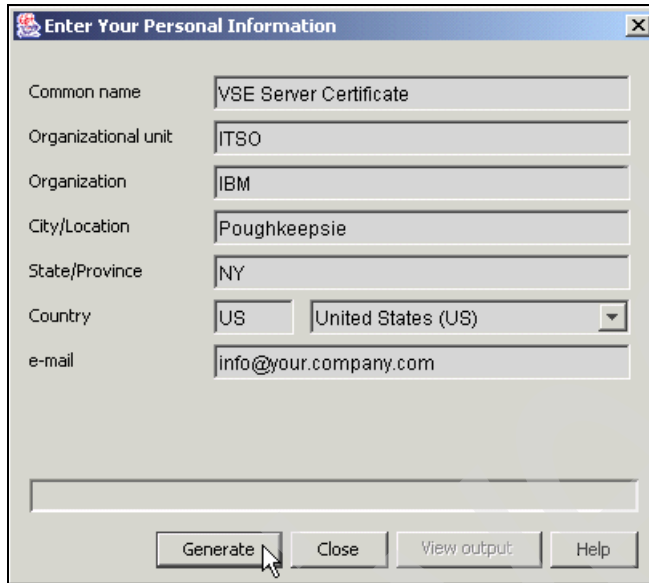 Enter Your Personal Information
Common name VSE Server Certificate
Organizational unit ITSO
Organization IBM
City/Location Poughkeepsie
State/Province NY
Country US United States (US)
e-mail info@your.company.com
Generate Close View output Help